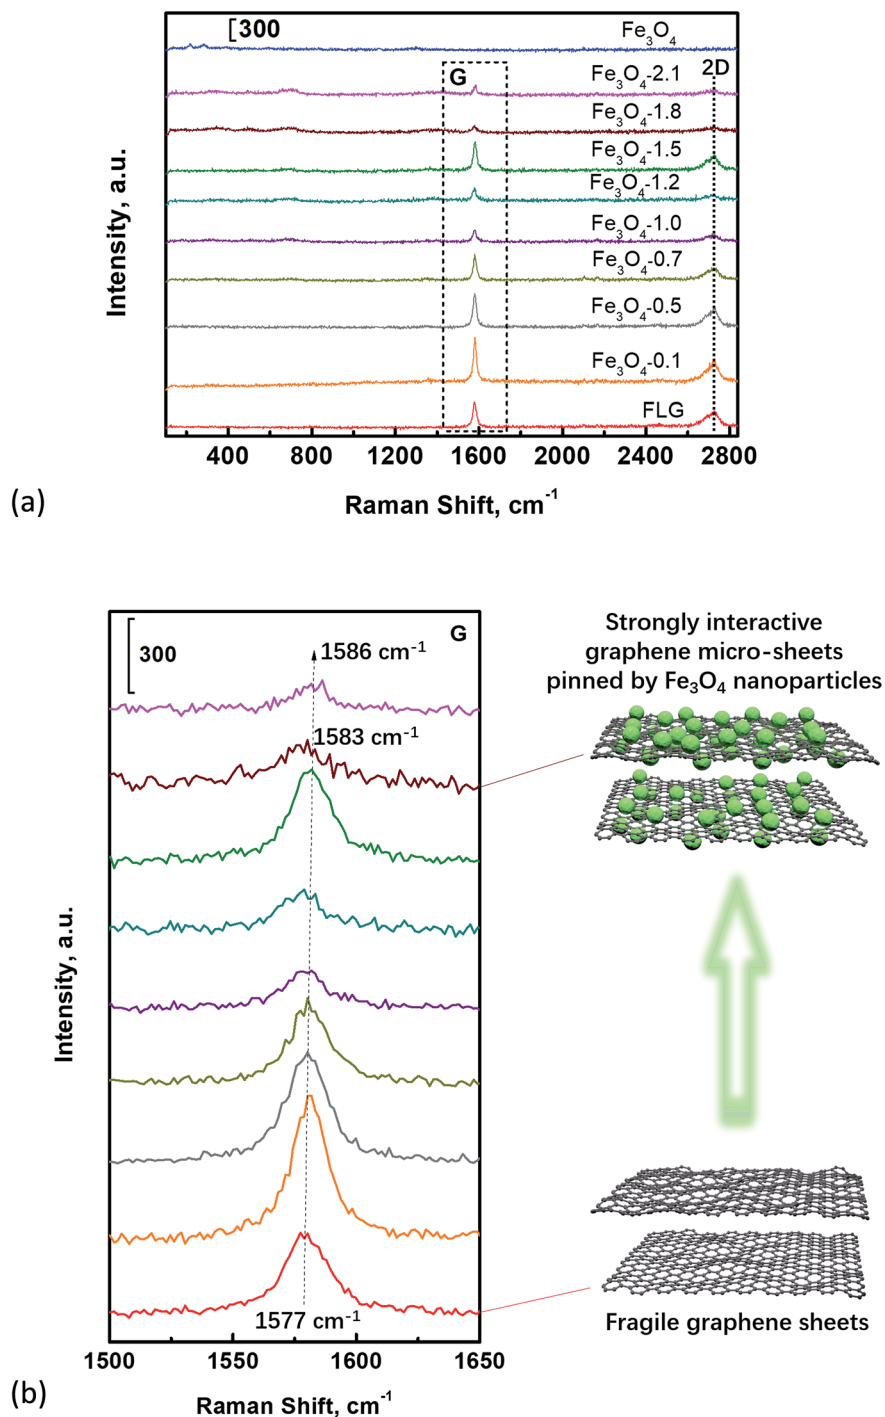 300
Fe₃O₄
G
2D
Fe₃O₄-2.1
Fe₃O₄-1.8
Fe₃O₄-1.5
Fe₃O₄-1.2
Fe₃O₄-1.0
Fe₃O₄-0.7
Fe₃O₄-0.5
Fe₃O₄-0.1
FLG
Intensity, a.u.
400 800 1200 1600 2000 2400 2800
Raman Shift, cm⁻¹
(a)
300
G
1586 cm⁻¹
1583 cm⁻¹
1577 cm⁻¹
Intensity, a.u.
1500 1550 1600 1650
Raman Shift, cm⁻¹
(b)
Strongly interactive
graphene micro-sheets
pinned by Fe₃O₄ nanoparticles
Fragile graphene sheets